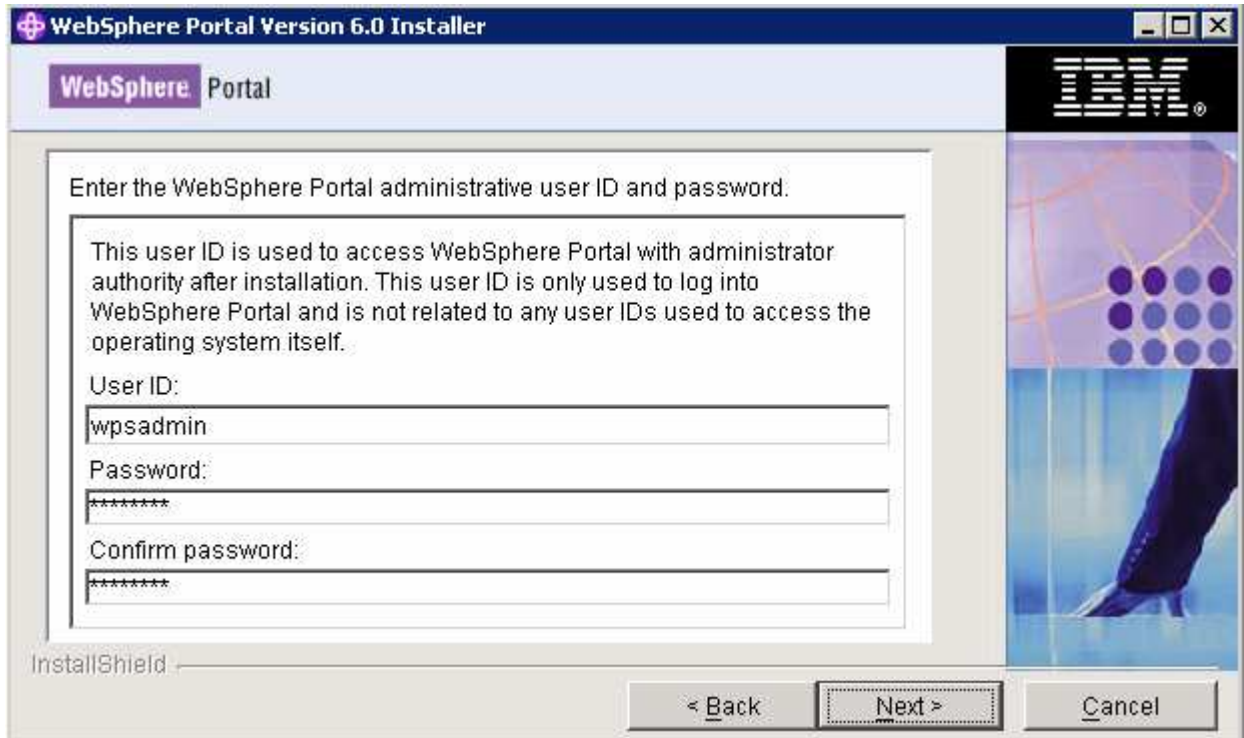 WebSphere Portal Version 6.0 Installer
WebSphere Portal
IBM®
Enter the WebSphere Portal administrative user ID and password.
This user ID is used to access WebSphere Portal with administrator
authority after installation. This user ID is only used to log into
WebSphere Portal and is not related to any user IDs used to access the
operating system itself.
User ID:
wpsadmin
Password:
********
Confirm password:
********
InstallShield
< Back
Next >
Cancel